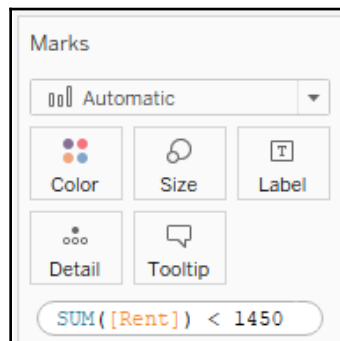 Marks
Automatic
Color Size Label
Detail Tooltip
SUM([Rent]) < 1450